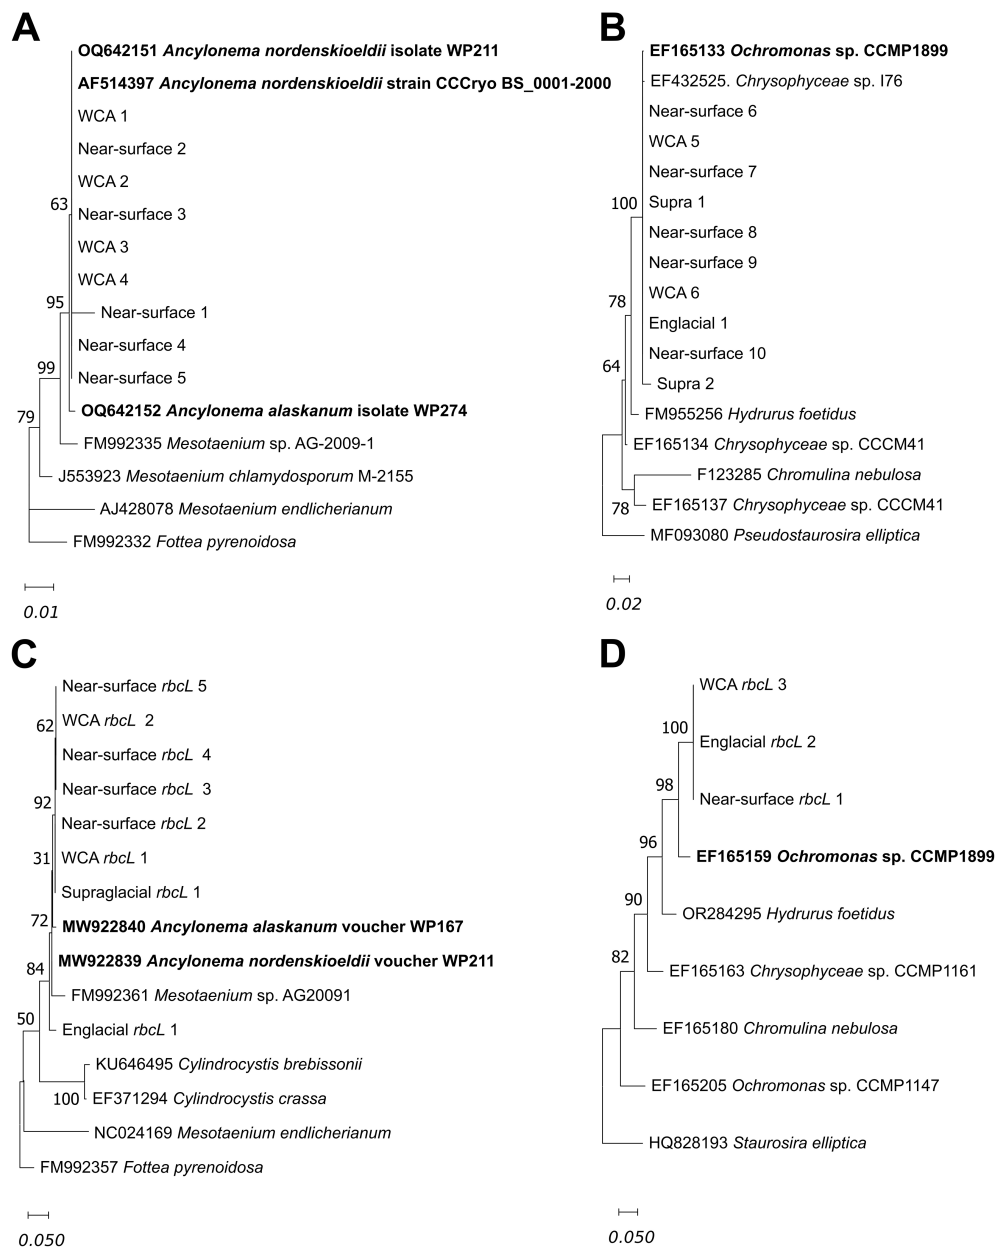 A
OQ642151 Ancylonema nordenskioeldii isolate WP211
AF514397 Ancylonema nordenskioeldii strain CCCryo BS_0001-2000
WCA 1
Near-surface 2
WCA 2
63
Near-surface 3
WCA 3
WCA 4
95
Near-surface 1
Near-surface 4
99
Near-surface 5
79
OQ642152 Ancylonema alaskanum isolate WP274
FM992335 Mesotaenium sp. AG-2009-1
J553923 Mesotaenium chlamydosporum M-2155
AJ428078 Mesotaenium endlicherianum
FM992332 Fottea pyrenoidosa
0.01
B
EF165133 Ochromonas sp. CCMP1899
EF432525. Chrysophyceae sp. I76
Near-surface 6
WCA 5
Near-surface 7
100
Supra 1
Near-surface 8
Near-surface 9
78
WCA 6
Englacial 1
Near-surface 10
64
Supra 2
FM955256 Hydrurus foetidus
EF165134 Chrysophyceae sp. CCCM41
F123285 Chromulina nebulosa
78
EF165137 Chrysophyceae sp. CCCM41
MF093080 Pseudostaurosira elliptica
0.02
C
Near-surface rbcL 5
62
WCA rbcL 2
Near-surface rbcL 4
Near-surface rbcL 3
92
Near-surface rbcL 2
31
WCA rbcL 1
Supraglacial rbcL 1
72
MW922840 Ancylonema alaskanum voucher WP167
MW922839 Ancylonema nordenskioeldii voucher WP211
84
FM992361 Mesotaenium sp. AG20091
50
Englacial rbcL 1
KU646495 Cylindrocystis brebissonii
100
EF371294 Cylindrocystis crassa
NC024169 Mesotaenium endlicherianum
FM992357 Fottea pyrenoidosa
0.050
D
WCA rbcL 3
100
Englacial rbcL 2
98
Near-surface rbcL 1
96
EF165159 Ochromonas sp. CCMP1899
90
OR284295 Hydrurus foetidus
82
EF165163 Chrysophyceae sp. CCMP1161
EF165180 Chromulina nebulosa
EF165205 Ochromonas sp. CCMP1147
HQ828193 Staurosira elliptica
0.050